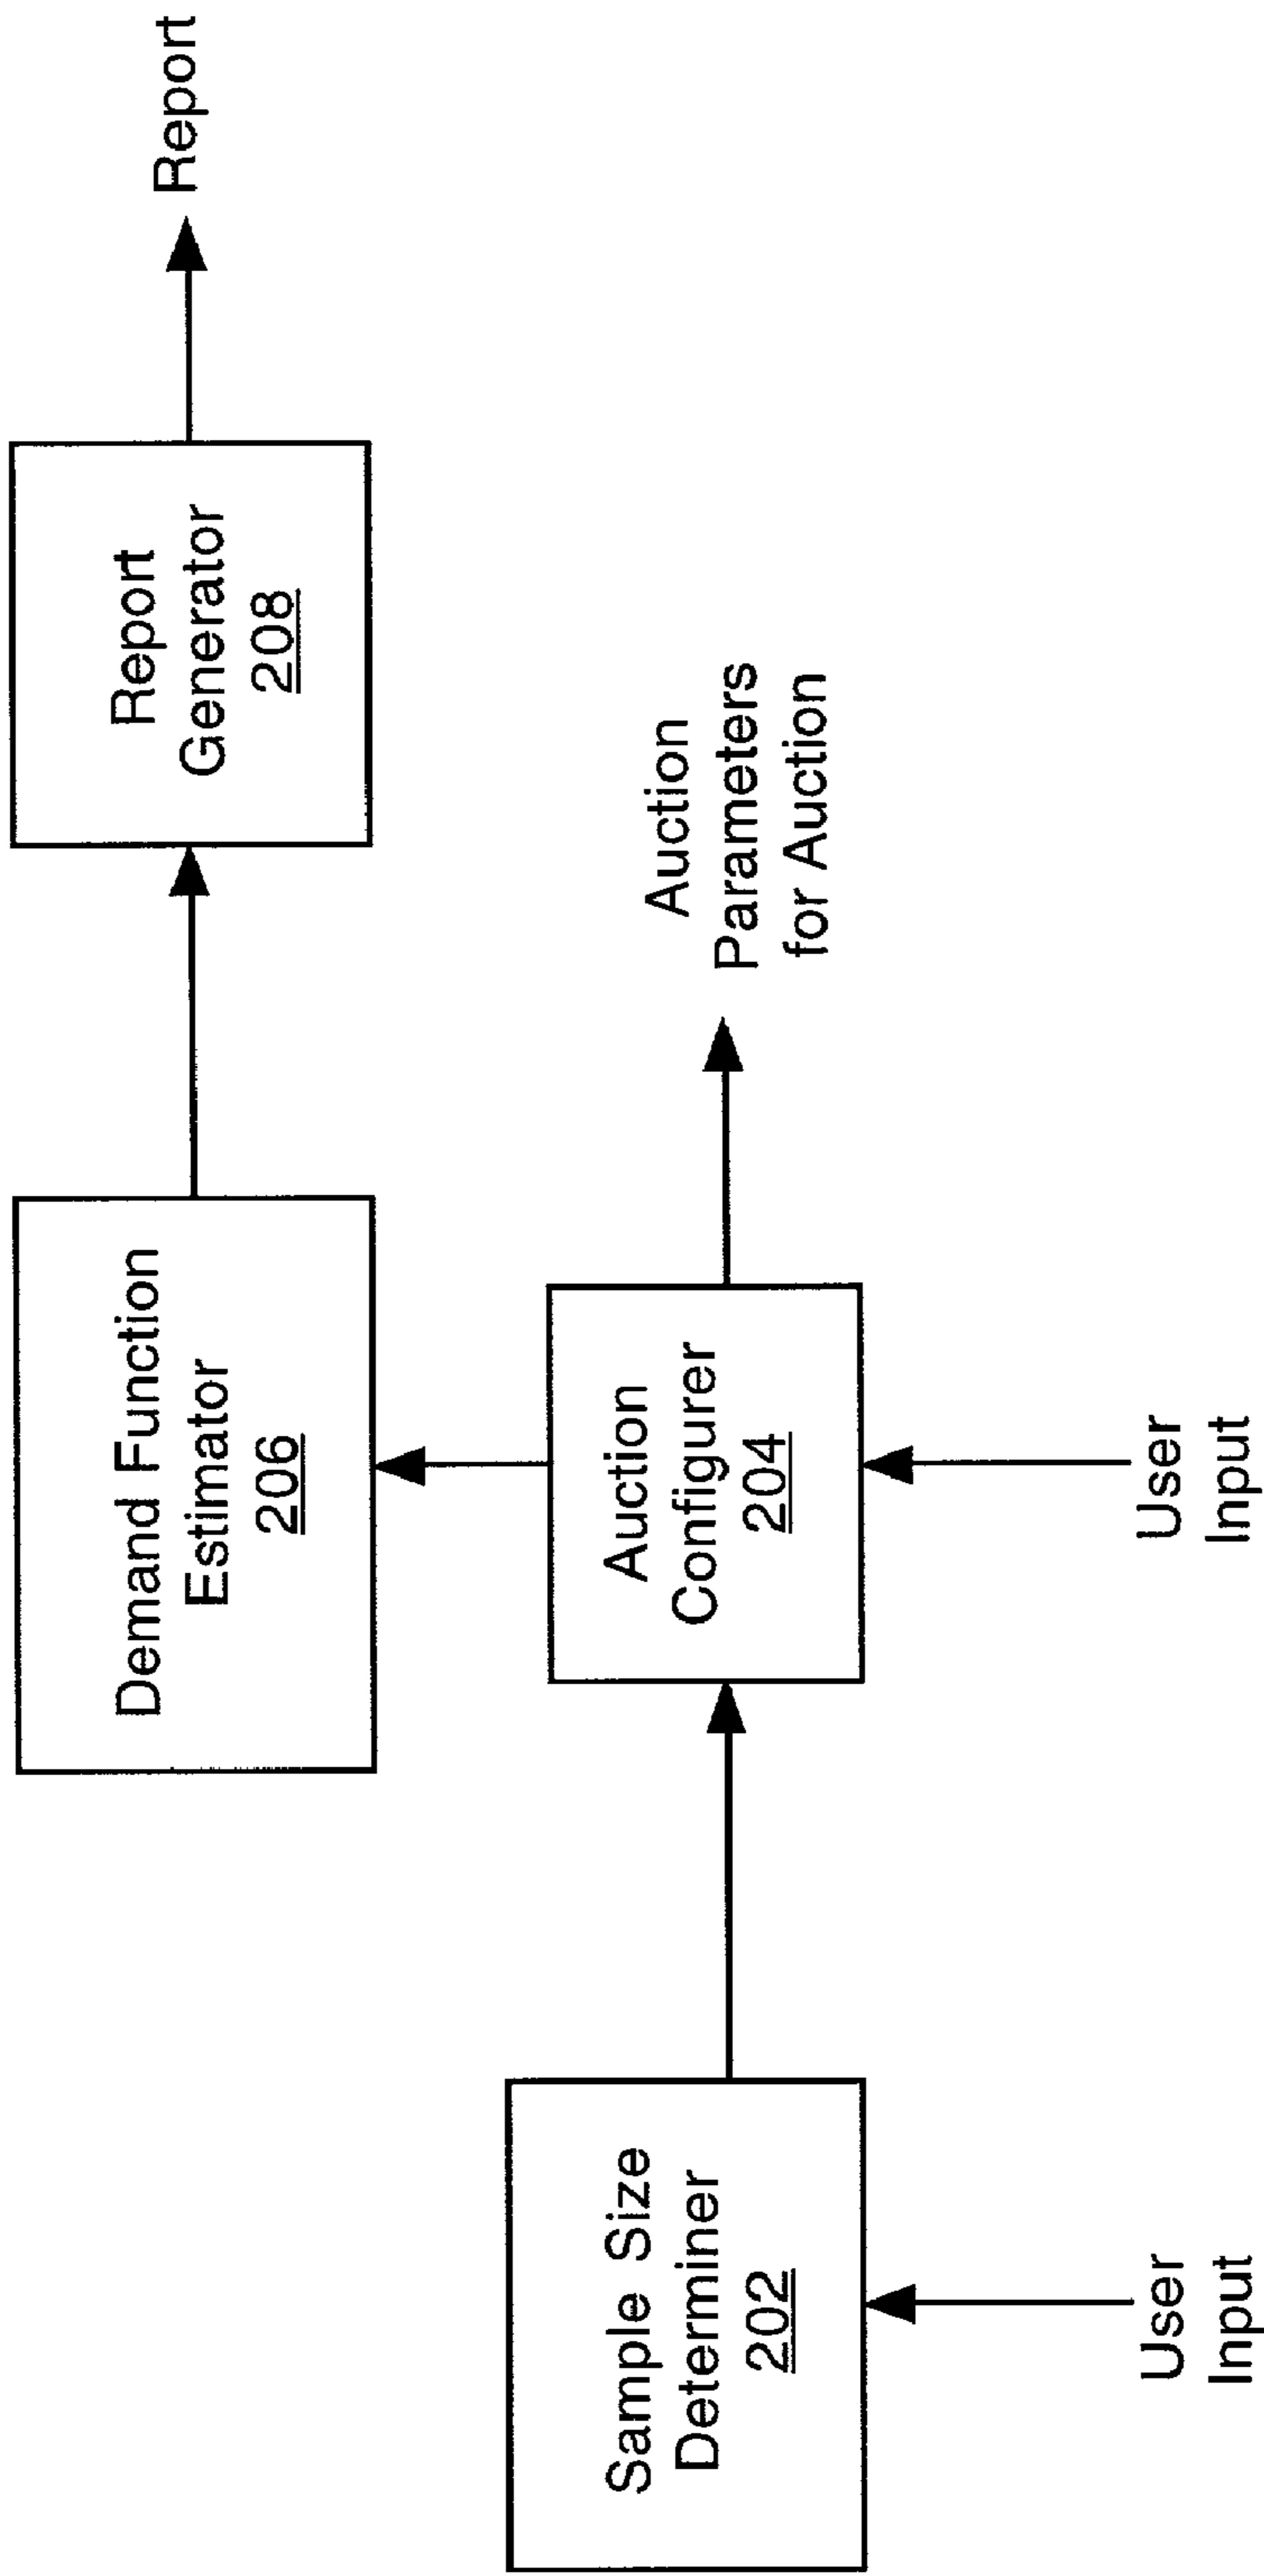 Report
Demand Function
Estimator
206
Report
Generator
208
Sample Size
Determiner
202
Auction
Configurer
204
Auction
Parameters
for Auction
User
Input
User
Input